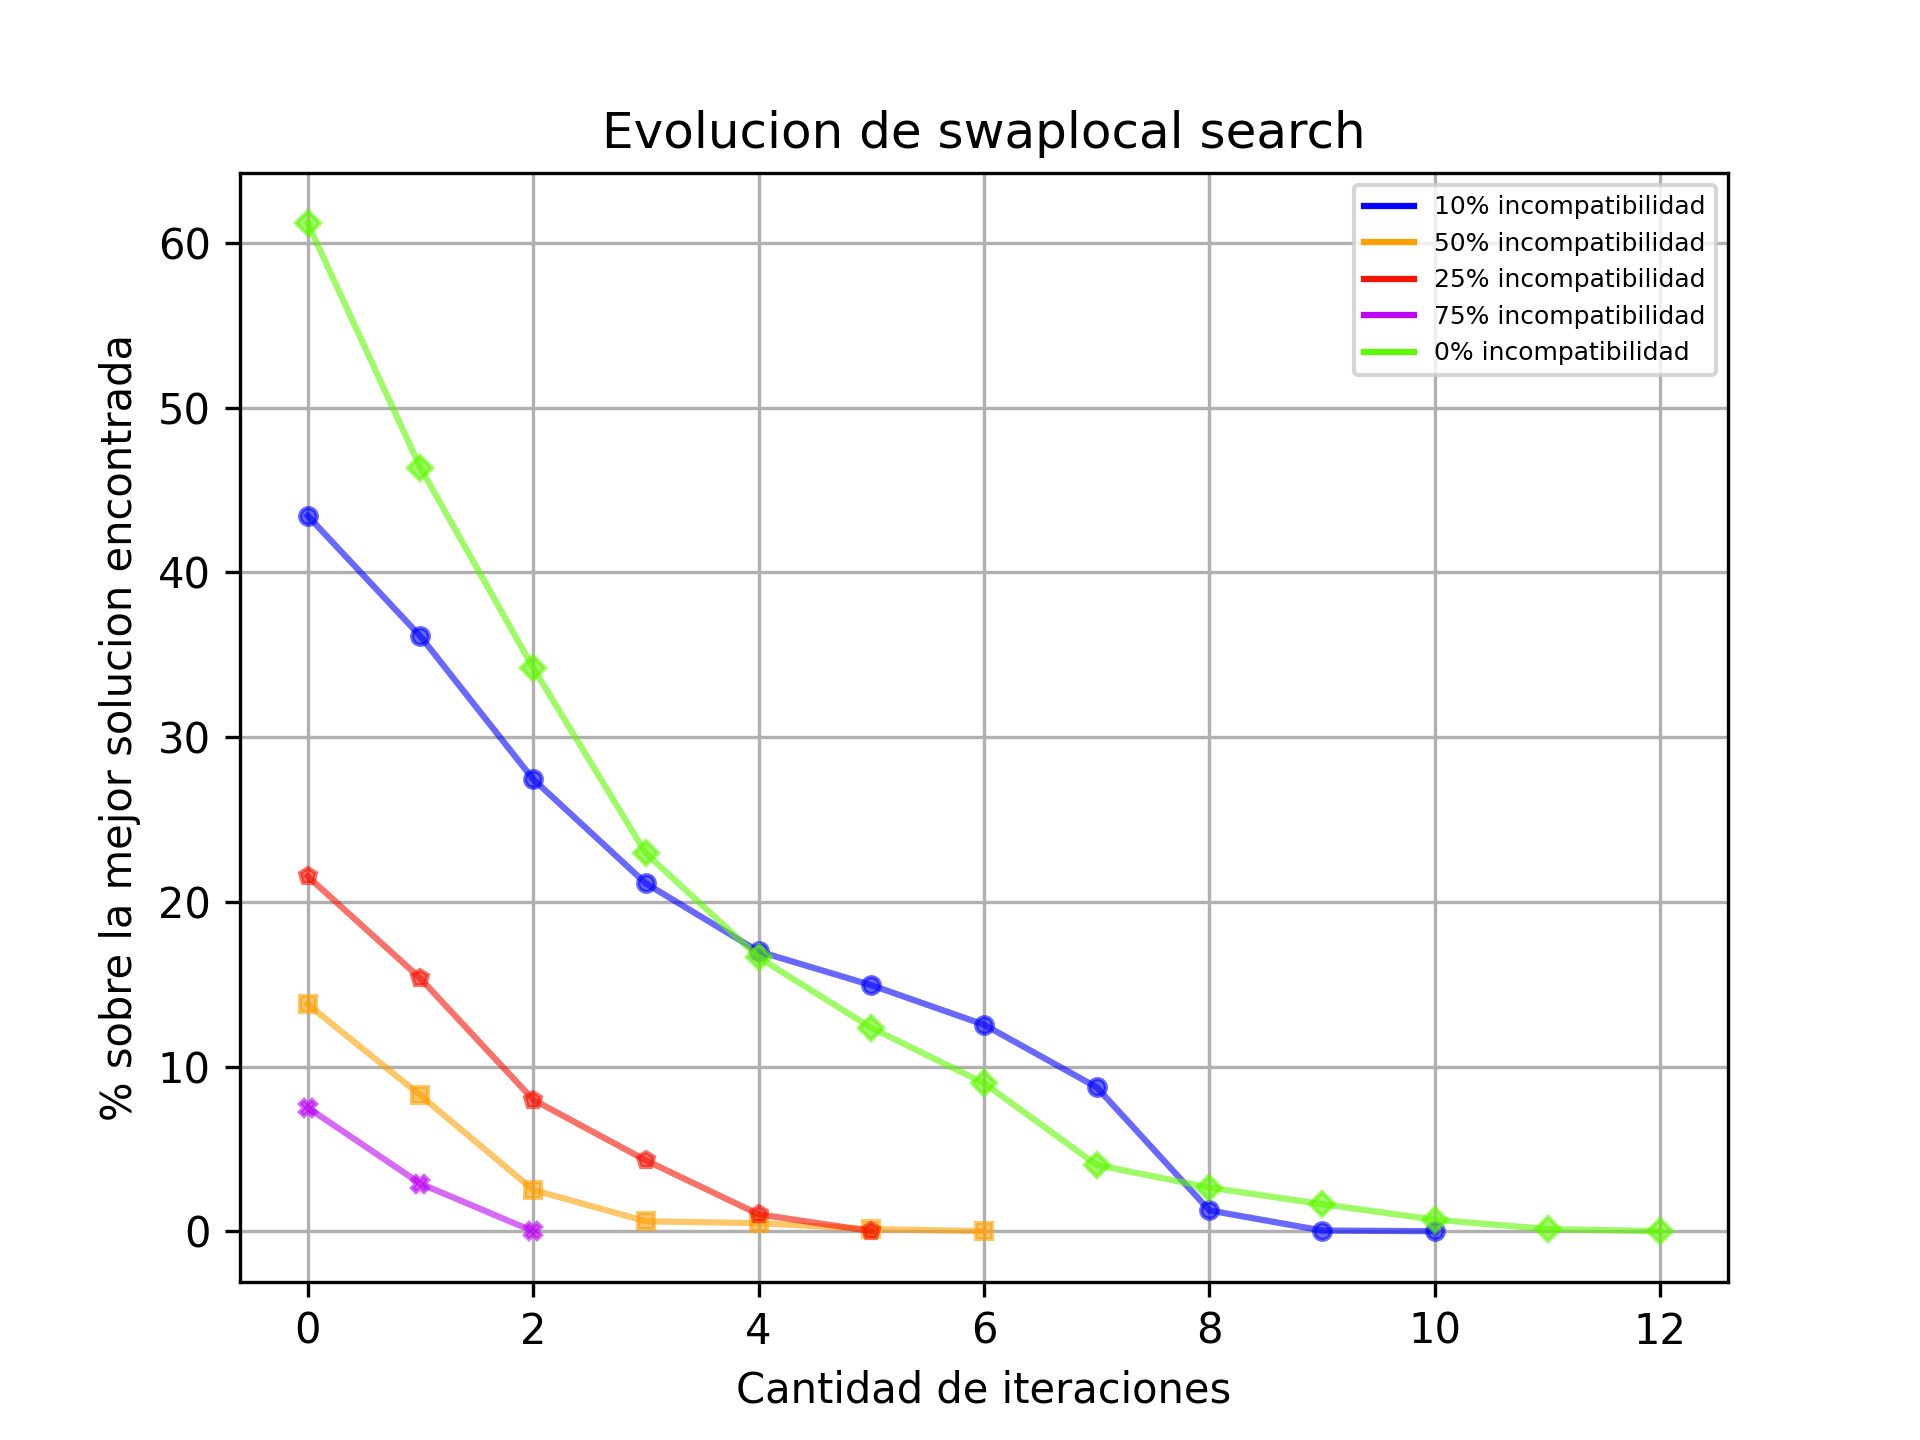 Evolucion de swaplocal search
10% incompatibilidad
50% incompatibilidad
25% incompatibilidad
75% incompatibilidad
0% incompatibilidad
% sobre la mejor solucion encontrada
60
50
40
30
20
10
0
0 2 4 6 8 10 12
Cantidad de iteraciones